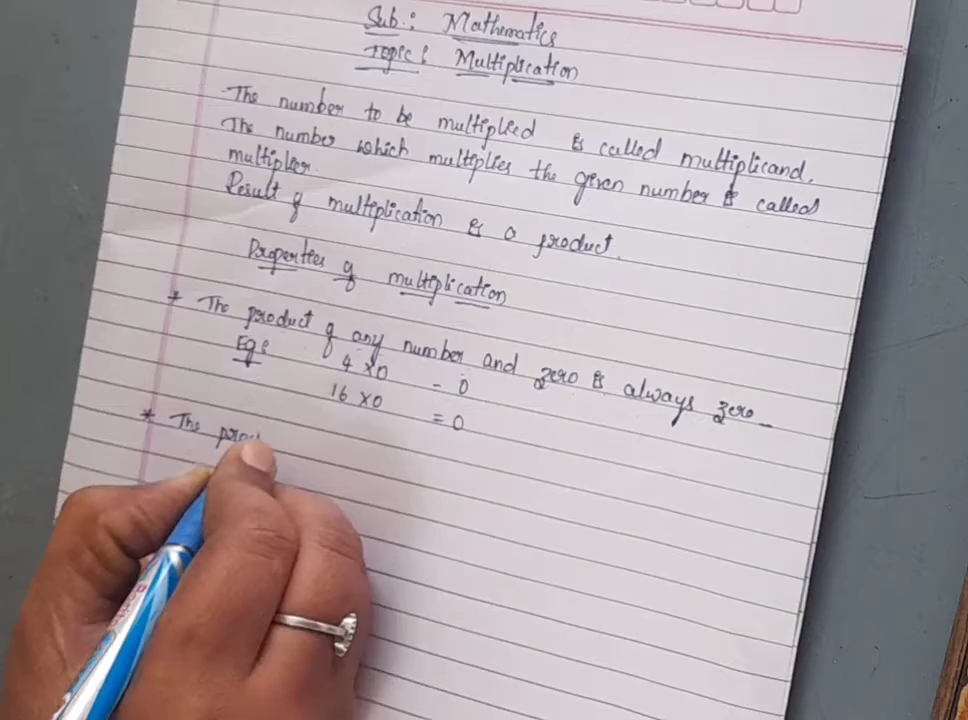 Sub: Mathematics
Topic: Multiplication
The number to be multiplied is called multiplicand.
The number which multiplies the given number is called
multiplier.
Result of multiplication is a product.
Properties of multiplication
* The product of any number and zero is always zero
Eg: 4 × 0 = 0
16 × 0 = 0
* The prod